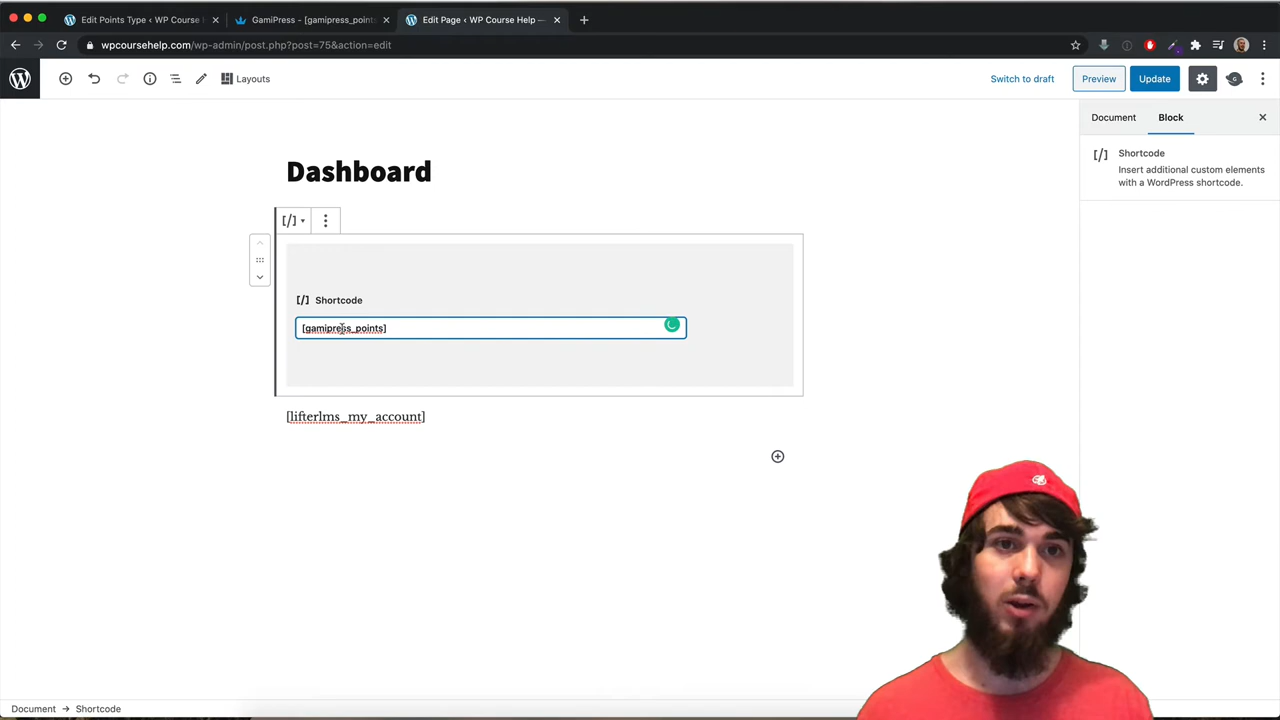 Edit Points Type ‹ WP Course H
GamiPress – [gamipress_points
Edit Page ‹ WP Course Help —
wpcoursehelp.com/wp-admin/post.php?post=75&action=edit
Layouts
Switch to draft
Preview
Update
Document
Block
Shortcode
Insert additional custom elements
with a WordPress shortcode.
Dashboard
[/]
[/] Shortcode
[gamipress_points]
[lifterlms_my_account]
Document → Shortcode